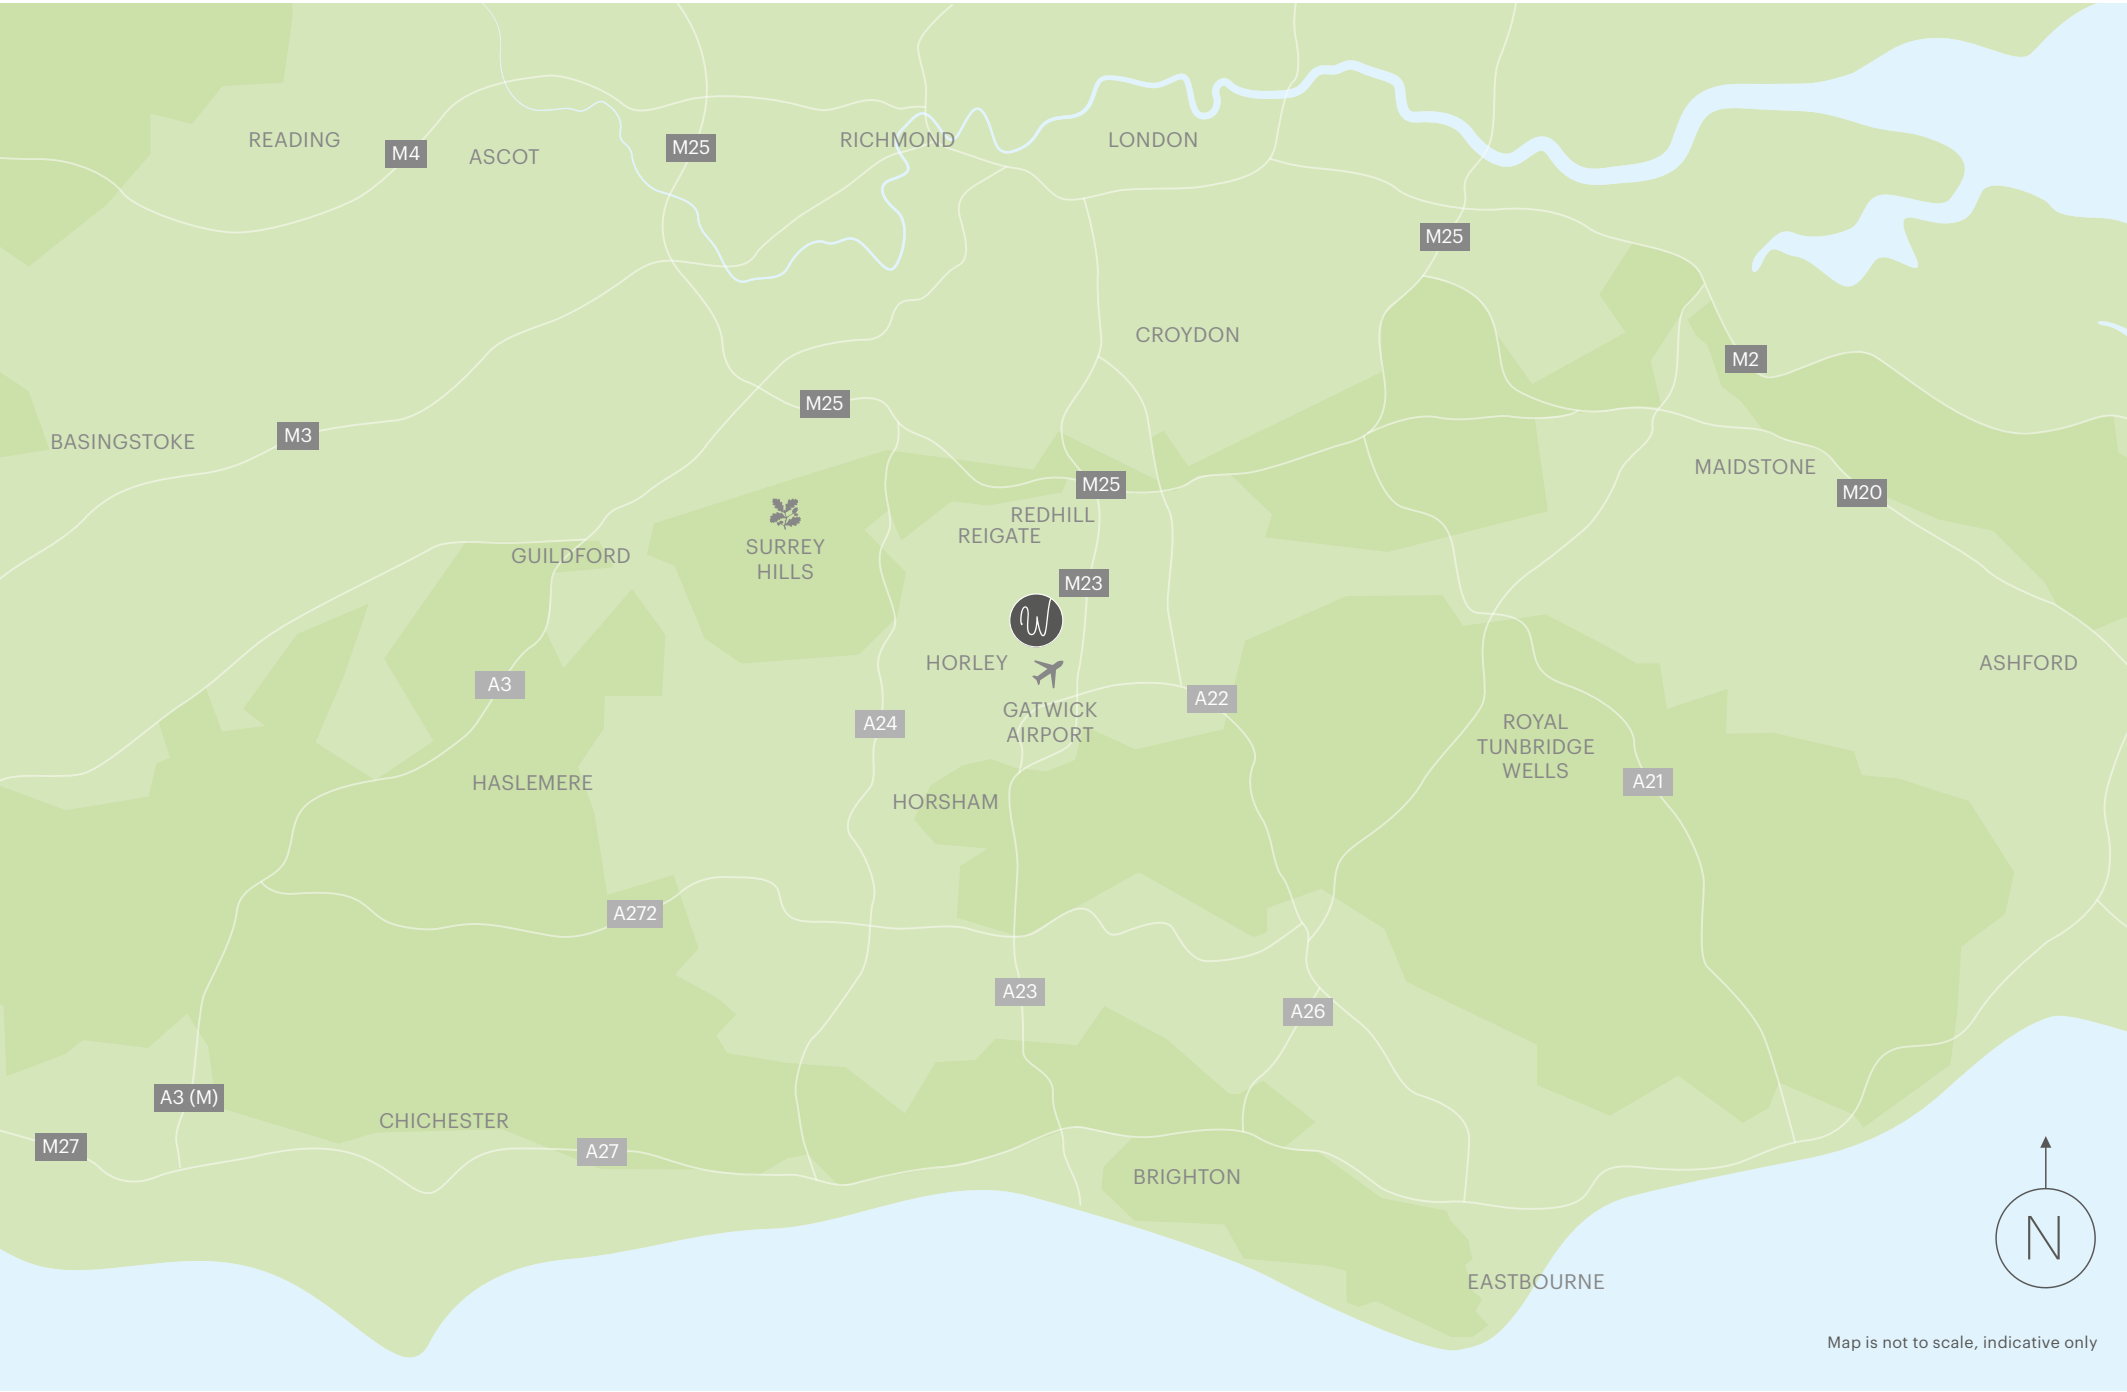 READING
M4
ASCOT
M25
RICHMOND
LONDON
M25
CROYDON
M2
M25
M3
BASINGSTOKE
MAIDSTONE
M20
M25
REDHILL
REIGATE
GUILDFORD
SURREY
HILLS
M23
W
HORLEY
ASHFORD
A3
A22
GATWICK
AIRPORT
A24
ROYAL
TUNBRIDGE
WELLS
HASLEMERE
A21
HORSHAM
A272
A23
A26
A3 (M)
CHICHESTER
M27
A27
BRIGHTON
N
EASTBOURNE
Map is not to scale, indicative only